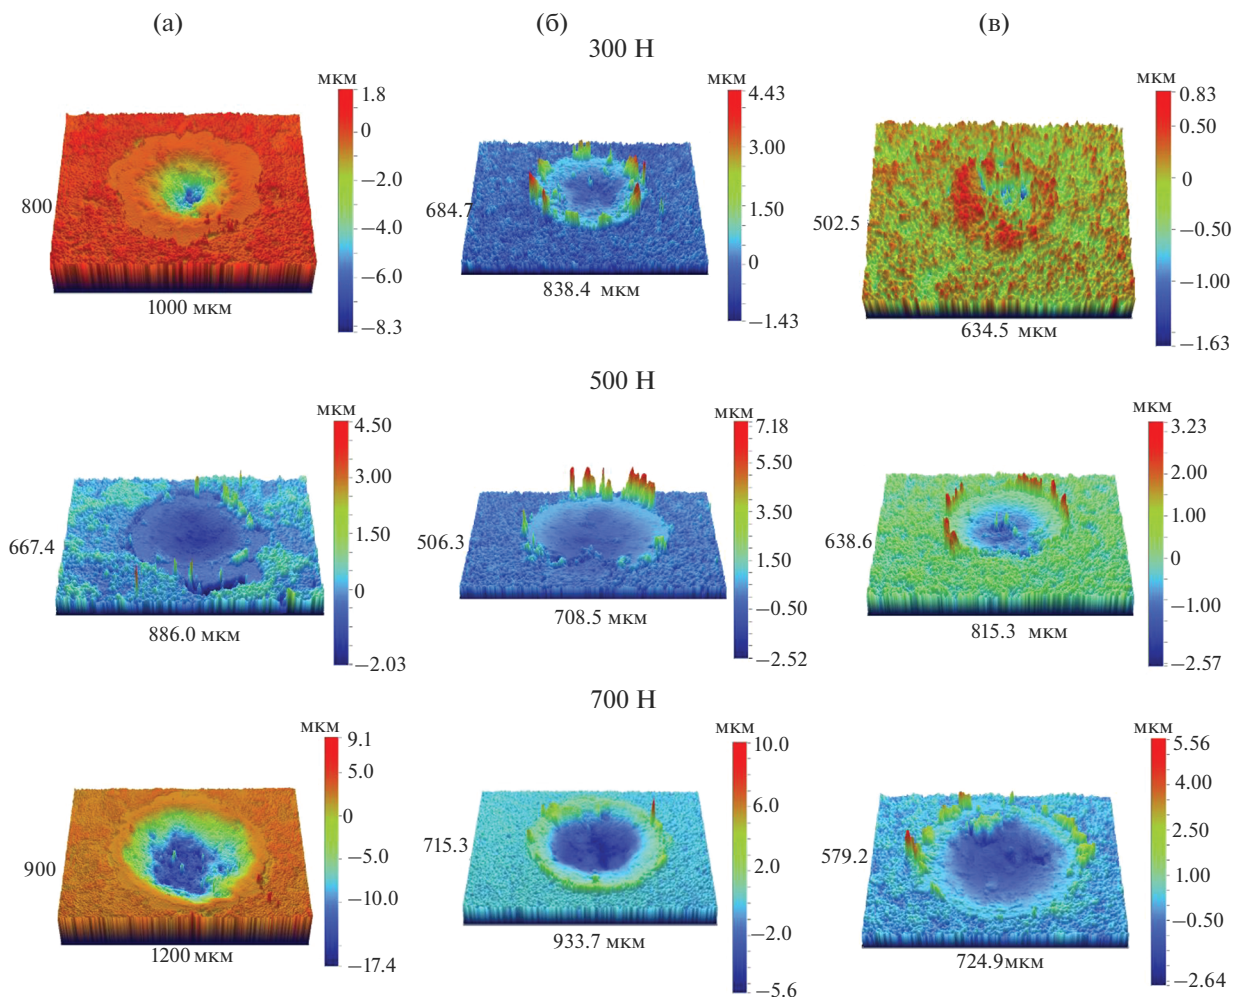 (а) (б) (в)
300 Н
мкм 1.8 0 −2.0 −4.0 −6.0 −8.3
800
1000 мкм
мкм 4.43 3.00 1.50 0 −1.43
684.7
838.4 мкм
мкм 0.83 0.50 0 −0.50 −1.00 −1.63
502.5
634.5 мкм
500 Н
мкм 4.50 3.00 1.50 0 −2.03
667.4
886.0 мкм
мкм 7.18 5.50 3.50 1.50 −0.50 −2.52
506.3
708.5 мкм
мкм 3.23 2.00 1.00 0 −1.00 −2.57
638.6
815.3 мкм
700 Н
мкм 9.1 5.0 0 −5.0 −10.0 −17.4
900
1200 мкм
мкм 10.0 6.0 2.0 −2.0 −5.6
715.3
933.7 мкм
мкм 5.56 4.00 2.50 1.00 −0.50 −2.64
579.2
724.9мкм